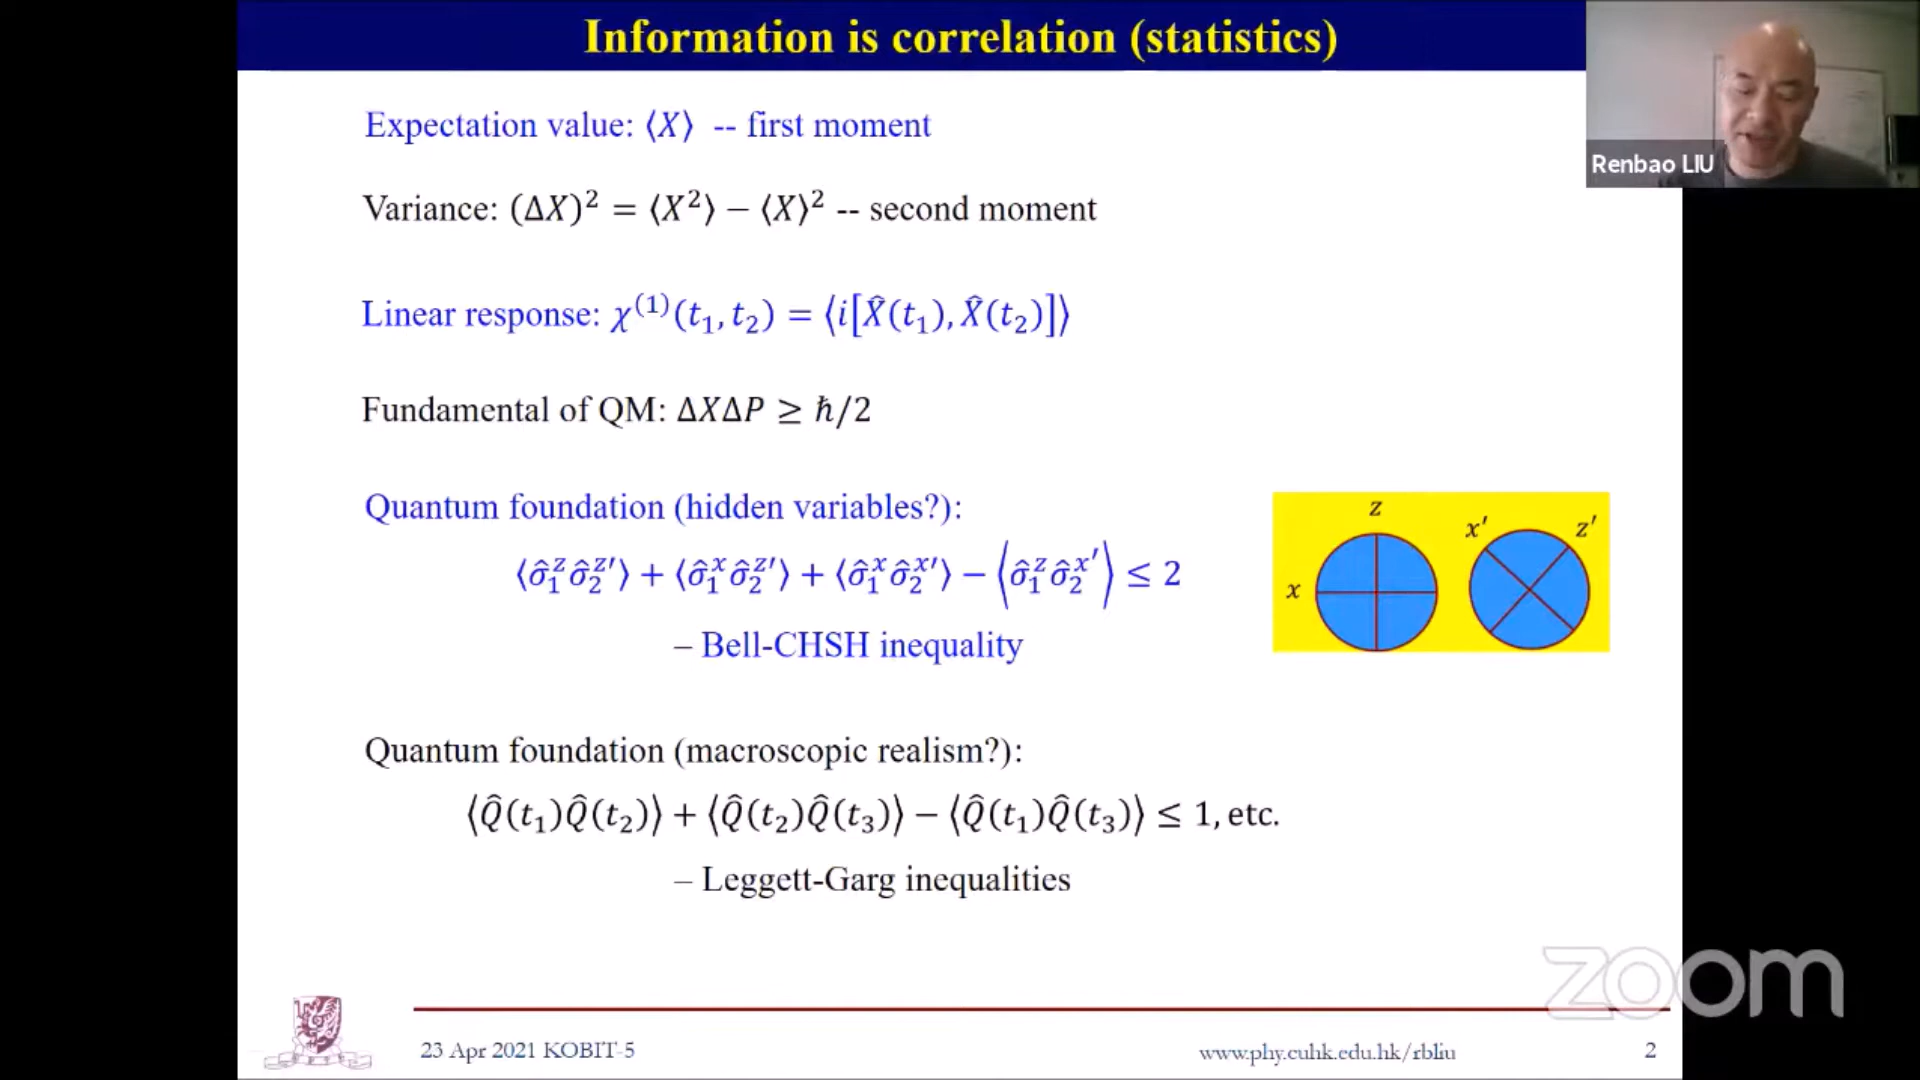 Information is correlation (statistics)
Renbao LIU
Expectation value: ⟨X⟩ -- first moment
Variance: (ΔX)² = ⟨X²⟩ − ⟨X⟩² -- second moment
Linear response: χ⁽¹⁾(t₁, t₂) = ⟨i[X̂(t₁), X̂(t₂)]⟩
Fundamental of QM: ΔXΔP ≥ ℏ/2
Quantum foundation (hidden variables?):
⟨σ̂₁ᶻσ̂₂ᶻ′⟩ + ⟨σ̂₁ˣσ̂₂ᶻ′⟩ + ⟨σ̂₁ˣσ̂₂ˣ′⟩ − ⟨σ̂₁ᶻσ̂₂ˣ′⟩ ≤ 2
– Bell-CHSH inequality
z
x
x′
z′
Quantum foundation (macroscopic realism?):
⟨Q̂(t₁)Q̂(t₂)⟩ + ⟨Q̂(t₂)Q̂(t₃)⟩ − ⟨Q̂(t₁)Q̂(t₃)⟩ ≤ 1, etc.
– Leggett-Garg inequalities
zoom
23 Apr 2021 KOBIT-5
www.phy.cuhk.edu.hk/rbliu
2